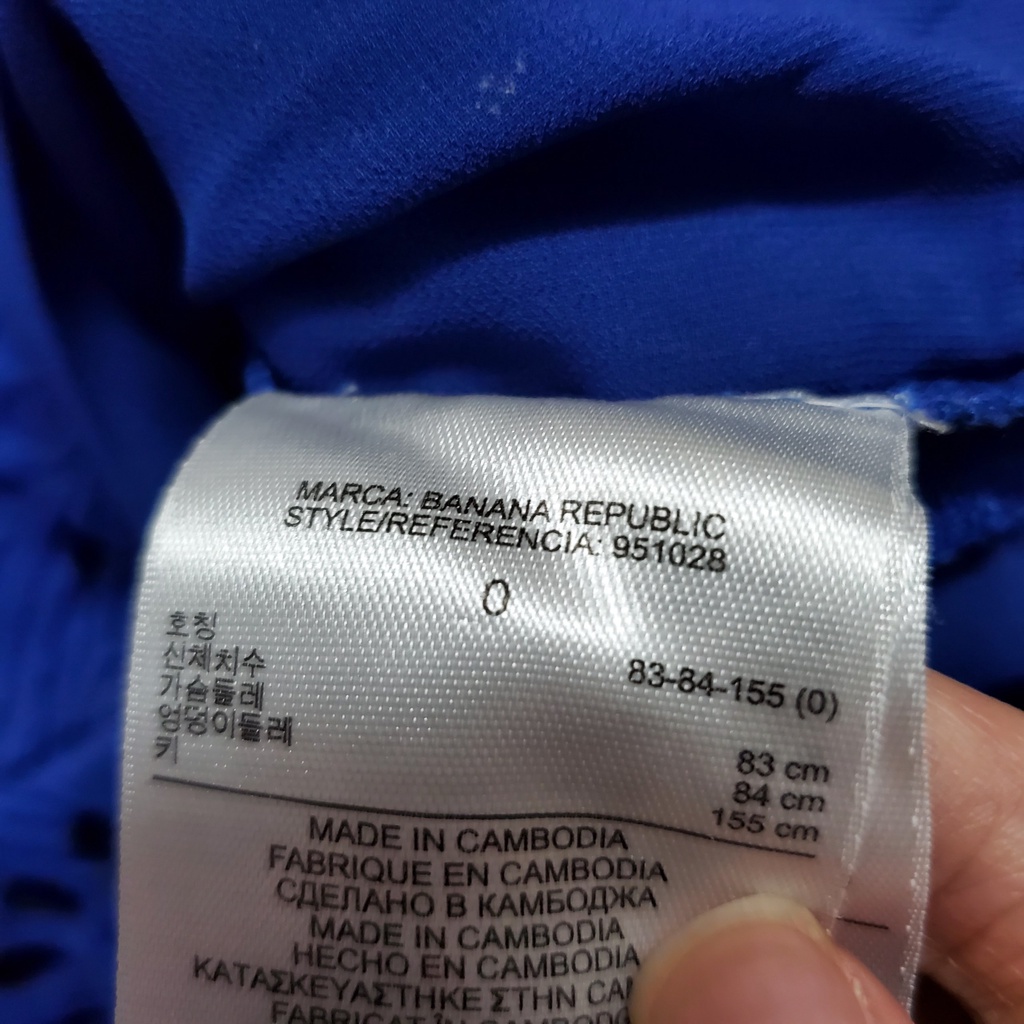 MARCA: BANANA REPUBLIC
STYLE/REFERENCIA: 951028
0
호칭
신체치수 83-84-155 (0)
가슴둘레 83 cm
엉덩이둘레 84 cm
키 155 cm
MADE IN CAMBODIA
FABRIQUE EN CAMBODIA
СДЕЛАНО В КАМБОДЖА
MADE IN CAMBODIA
HECHO EN CAMBODIA
ΚΑΤΑΣΚΕΥΑΣΤΗΚΕ ΣΤΗΝ